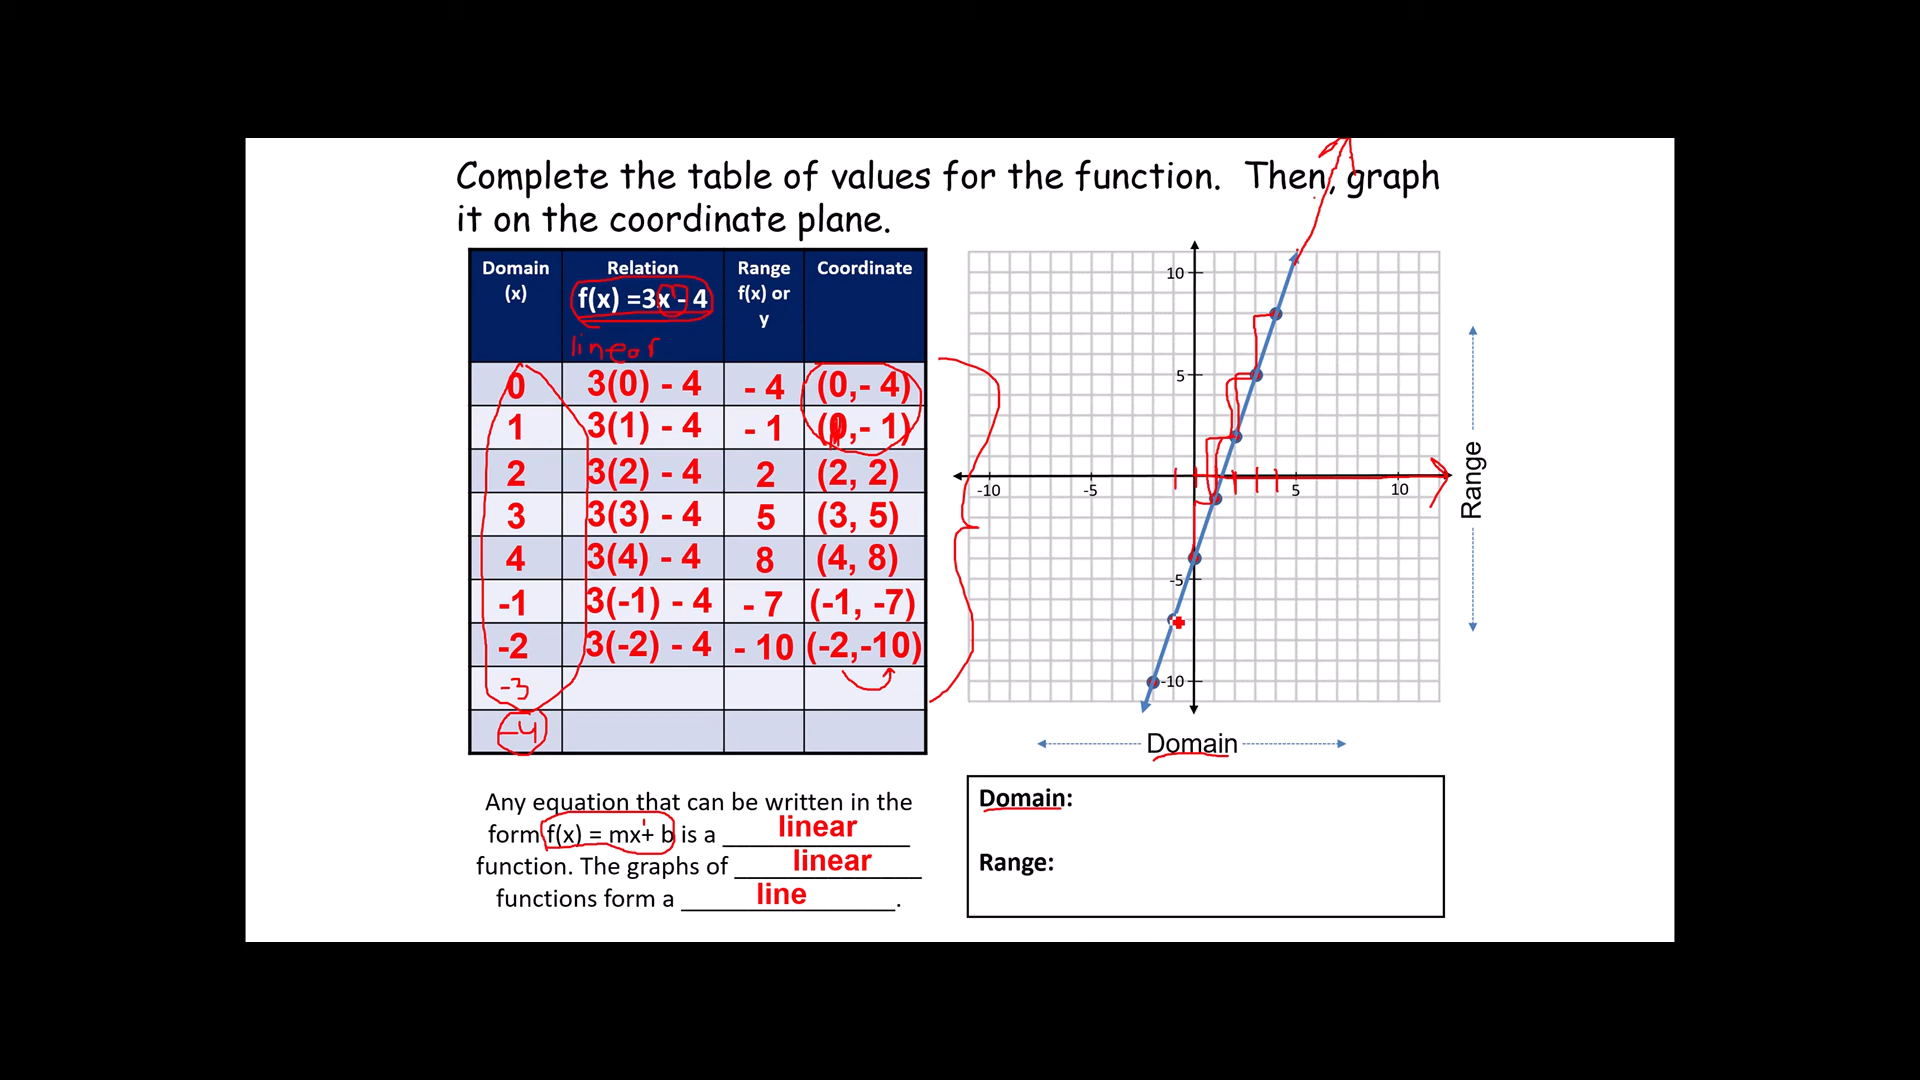 Complete the table of values for the function. Then, graph
it on the coordinate plane.
Domain (x) Relation f(x) =3x - 4 linear Range f(x) or y Coordinate
0 3(0) - 4 - 4 (0,- 4)
1 3(1) - 4 - 1 (,- 1)
2 3(2) - 4 2 (2, 2)
3 3(3) - 4 5 (3, 5)
4 3(4) - 4 8 (4, 8)
-1 3(-1) - 4 - 7 (-1, -7)
-2 3(-2) - 4 - 10 (-2,-10)
-3
-4
Any equation that can be written in the
form f(x) = mx + b is a linear
function. The graphs of linear
functions form a line.
10
5
-10 -5 5 10
-5
-10
Range
Domain
Domain:
Range: